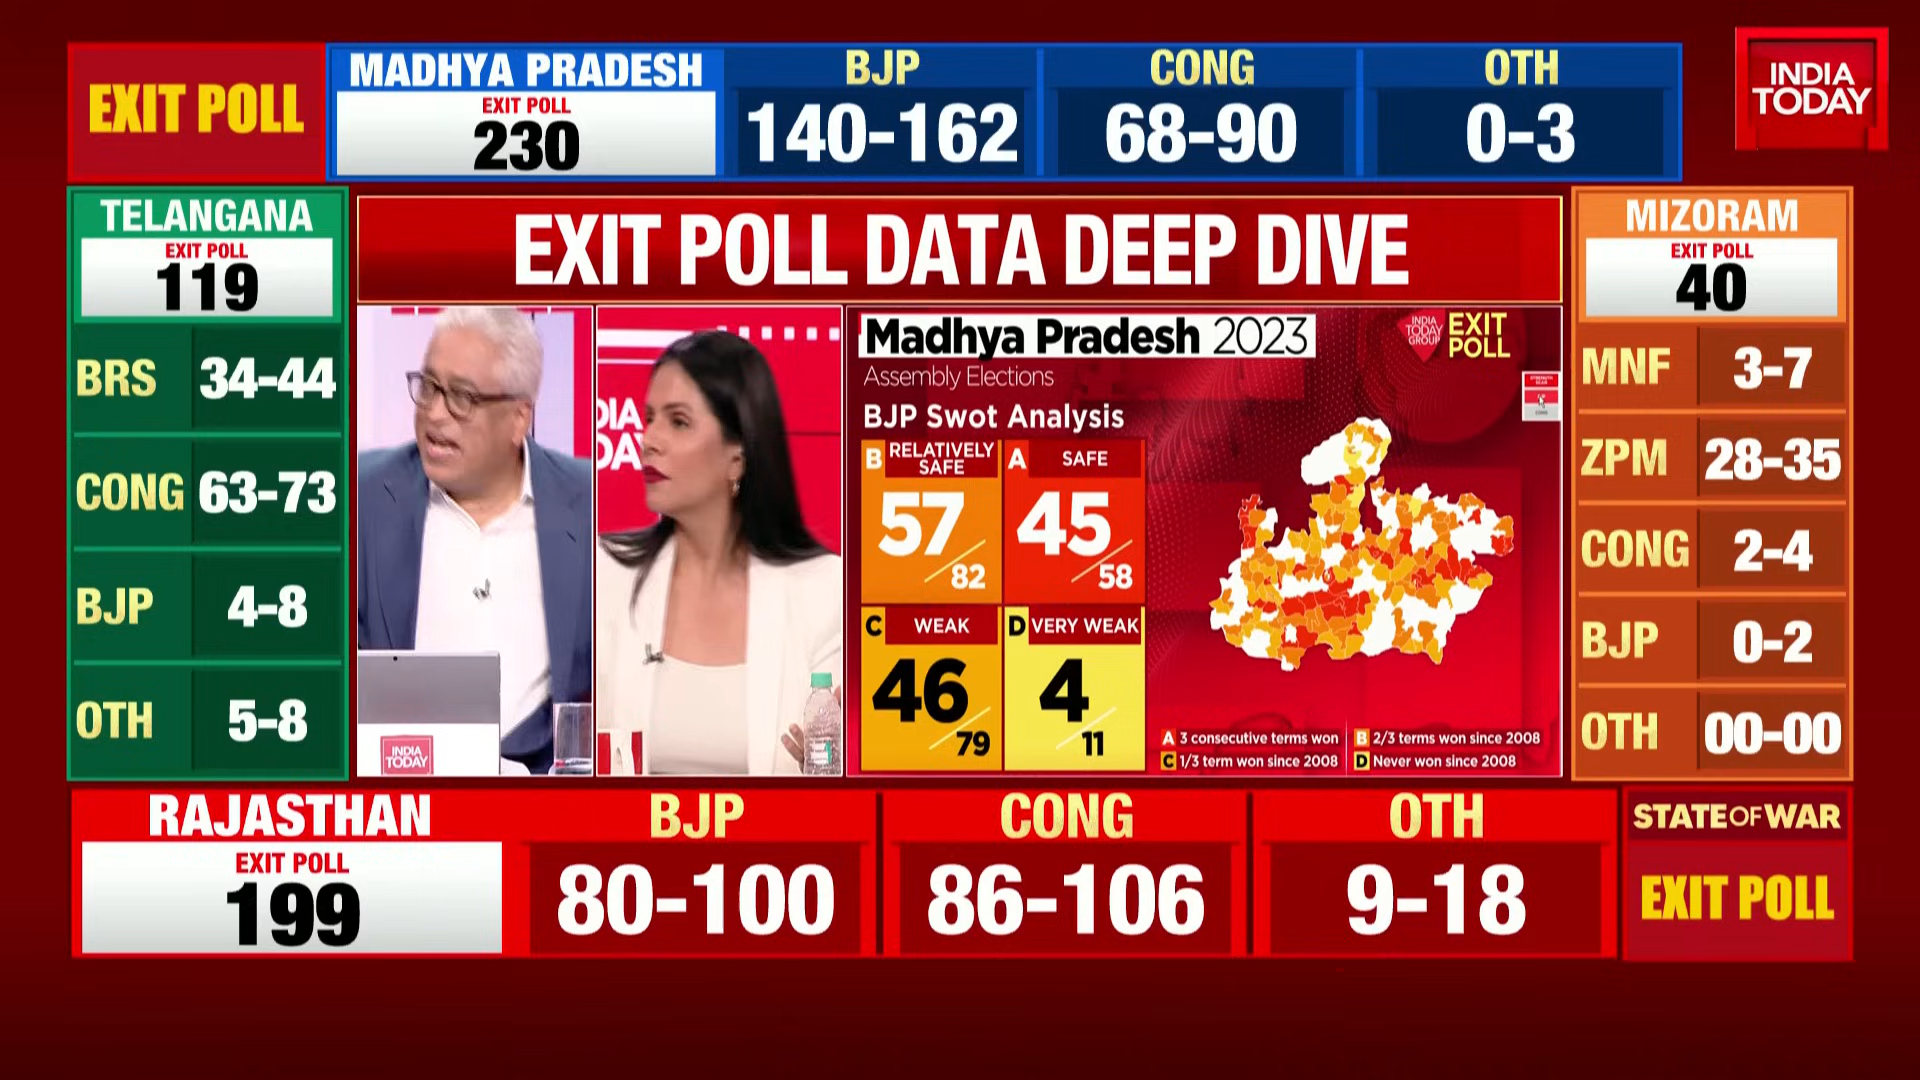 EXIT POLL
MADHYA PRADESH
EXIT POLL
230
BJP
140-162
CONG
68-90
OTH
0-3
INDIA
TODAY
TELANGANA
EXIT POLL
119
BRS 34-44
CONG 63-73
BJP 4-8
OTH 5-8
EXIT POLL DATA DEEP DIVE
DIA
DAY
INDIA
TODAY
Madhya Pradesh 2023
Assembly Elections
BJP Swot Analysis
INDIA
TODAY
GROUP
EXIT
POLL
B RELATIVELY
SAFE
57/82
A SAFE
45/58
C WEAK
46/79
D VERY WEAK
4/11
A 3 consecutive terms won
B 2/3 terms won since 2008
C 1/3 term won since 2008
D Never won since 2008
MIZORAM
EXIT POLL
40
MNF 3-7
ZPM 28-35
CONG 2-4
BJP 0-2
OTH 00-00
RAJASTHAN
EXIT POLL
199
BJP
80-100
CONG
86-106
OTH
9-18
STATE OF WAR
EXIT POLL